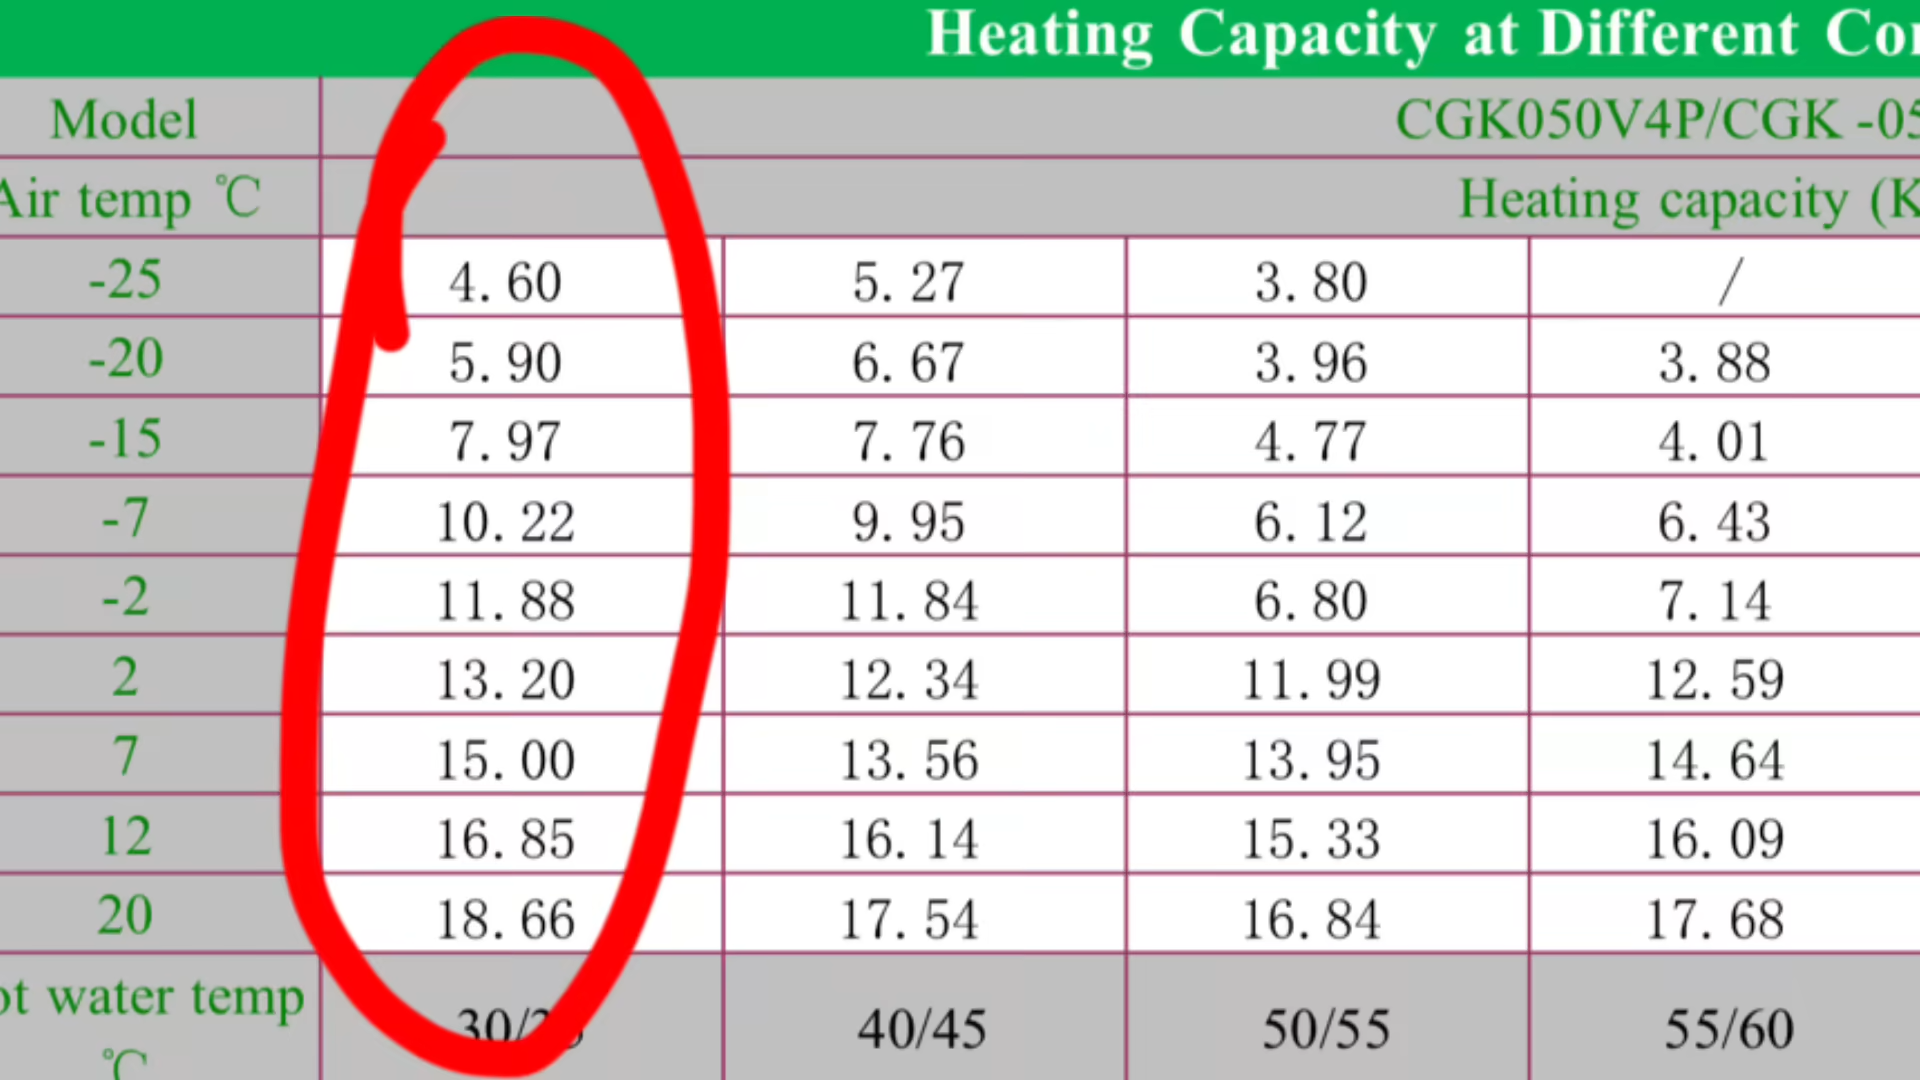 Heating Capacity at Different
Model CGK050V4P/CGK -05
Air temp ℃ Heating capacity
-25 4.60 5.27 3.80 /
-20 5.90 6.67 3.96 3.88
-15 7.97 7.76 4.77 4.01
-7 10.22 9.95 6.12 6.43
-2 11.88 11.84 6.80 7.14
2 13.20 12.34 11.99 12.59
7 15.00 13.56 13.95 14.64
12 16.85 16.14 15.33 16.09
20 18.66 17.54 16.84 17.68
water temp 40/45 50/55 55/60
℃